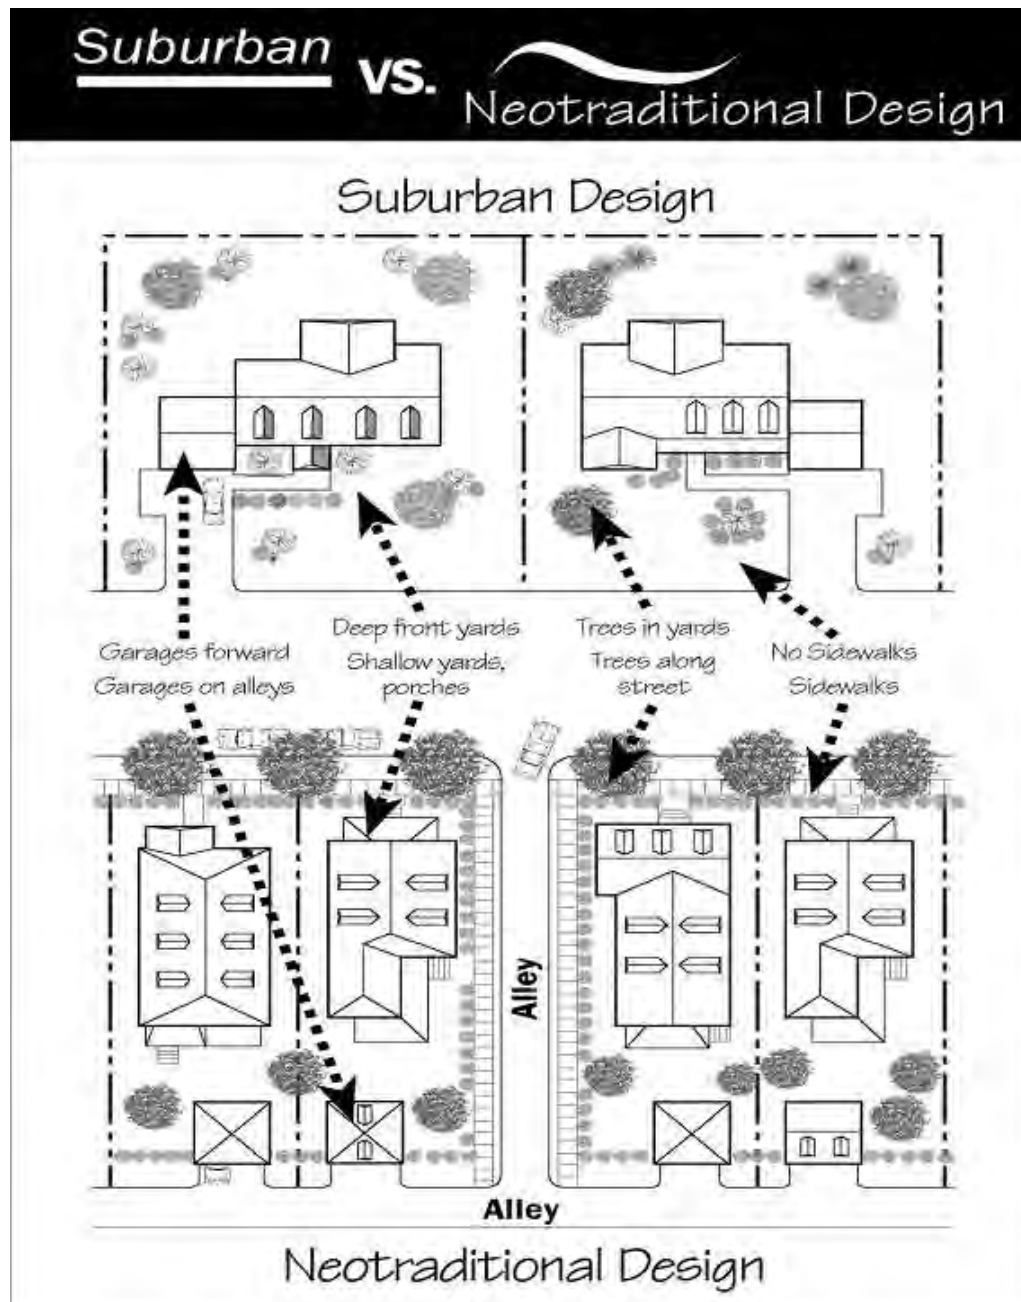 Suburban
vs.
Neotraditional Design
Suburban Design
Garages forward
Garages on alleys
Deep front yards
Shallow yards,
porches
Trees in yards
Trees along
street
No Sidewalks
Sidewalks
Alley
Alley
Neotraditional Design